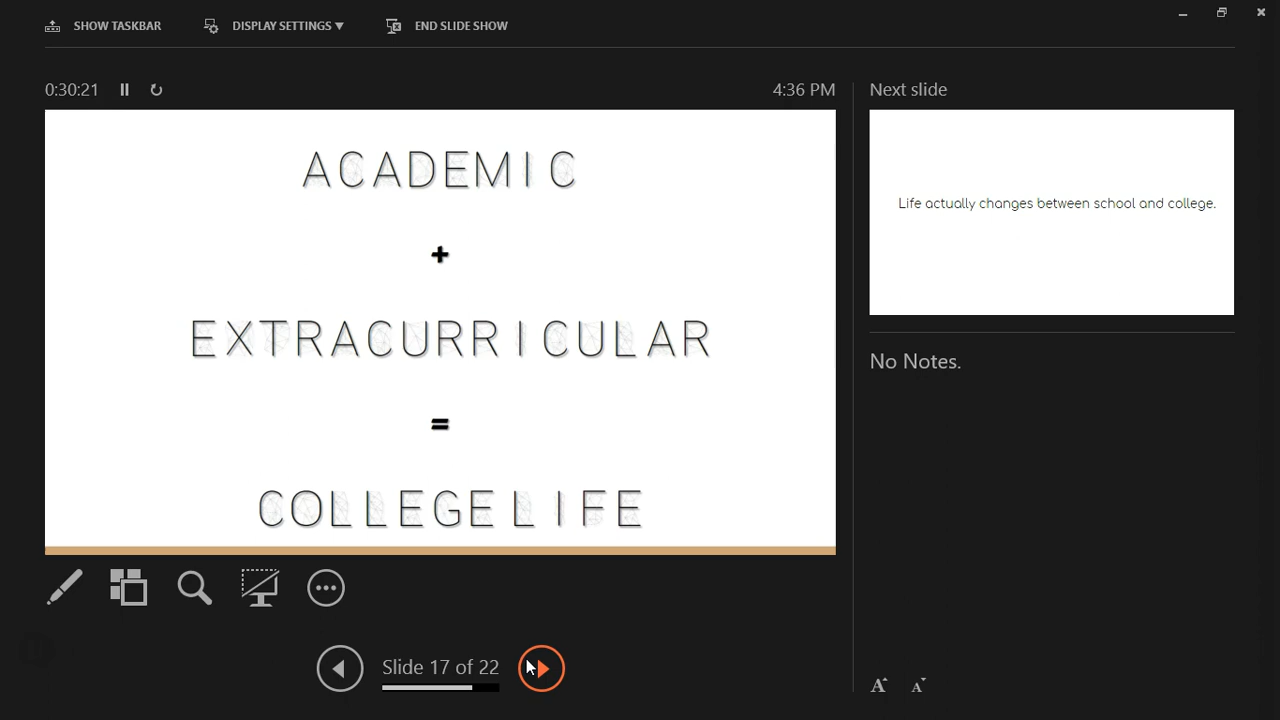 SHOW TASKBAR
DISPLAY SETTINGS ▼
END SLIDE SHOW
0:30:21
4:36 PM
Next slide
ACADEMIC
+
EXTRACURRICULAR
=
COLLEGE LIFE
Life actually changes between school and college.
No Notes.
Slide 17 of 22
A A